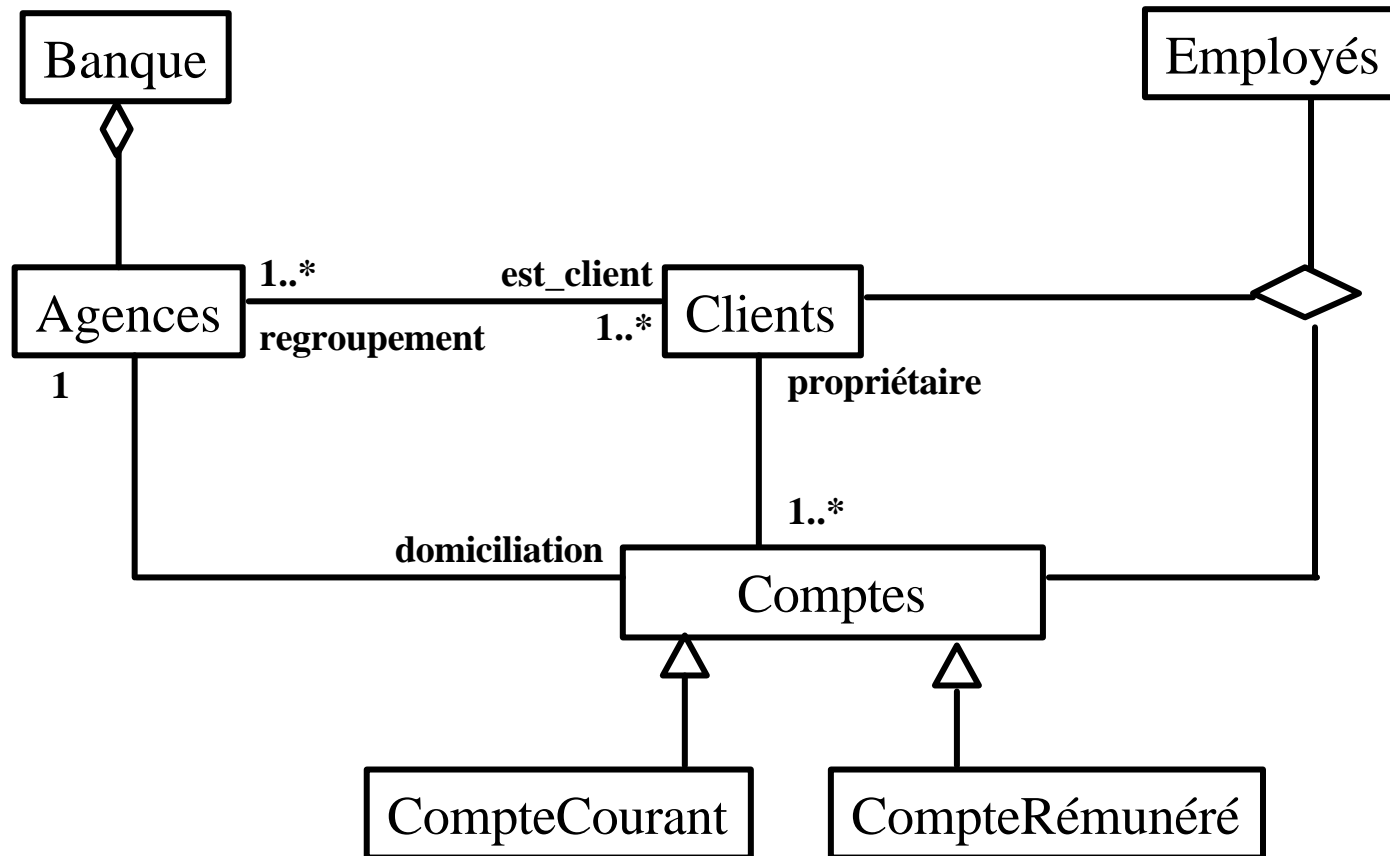 Banque
Employés
1..*
est_client
Agences
Clients
regroupement
1..*
1
propriétaire
1..*
domiciliation
Comptes
CompteCourant
CompteRémunéré